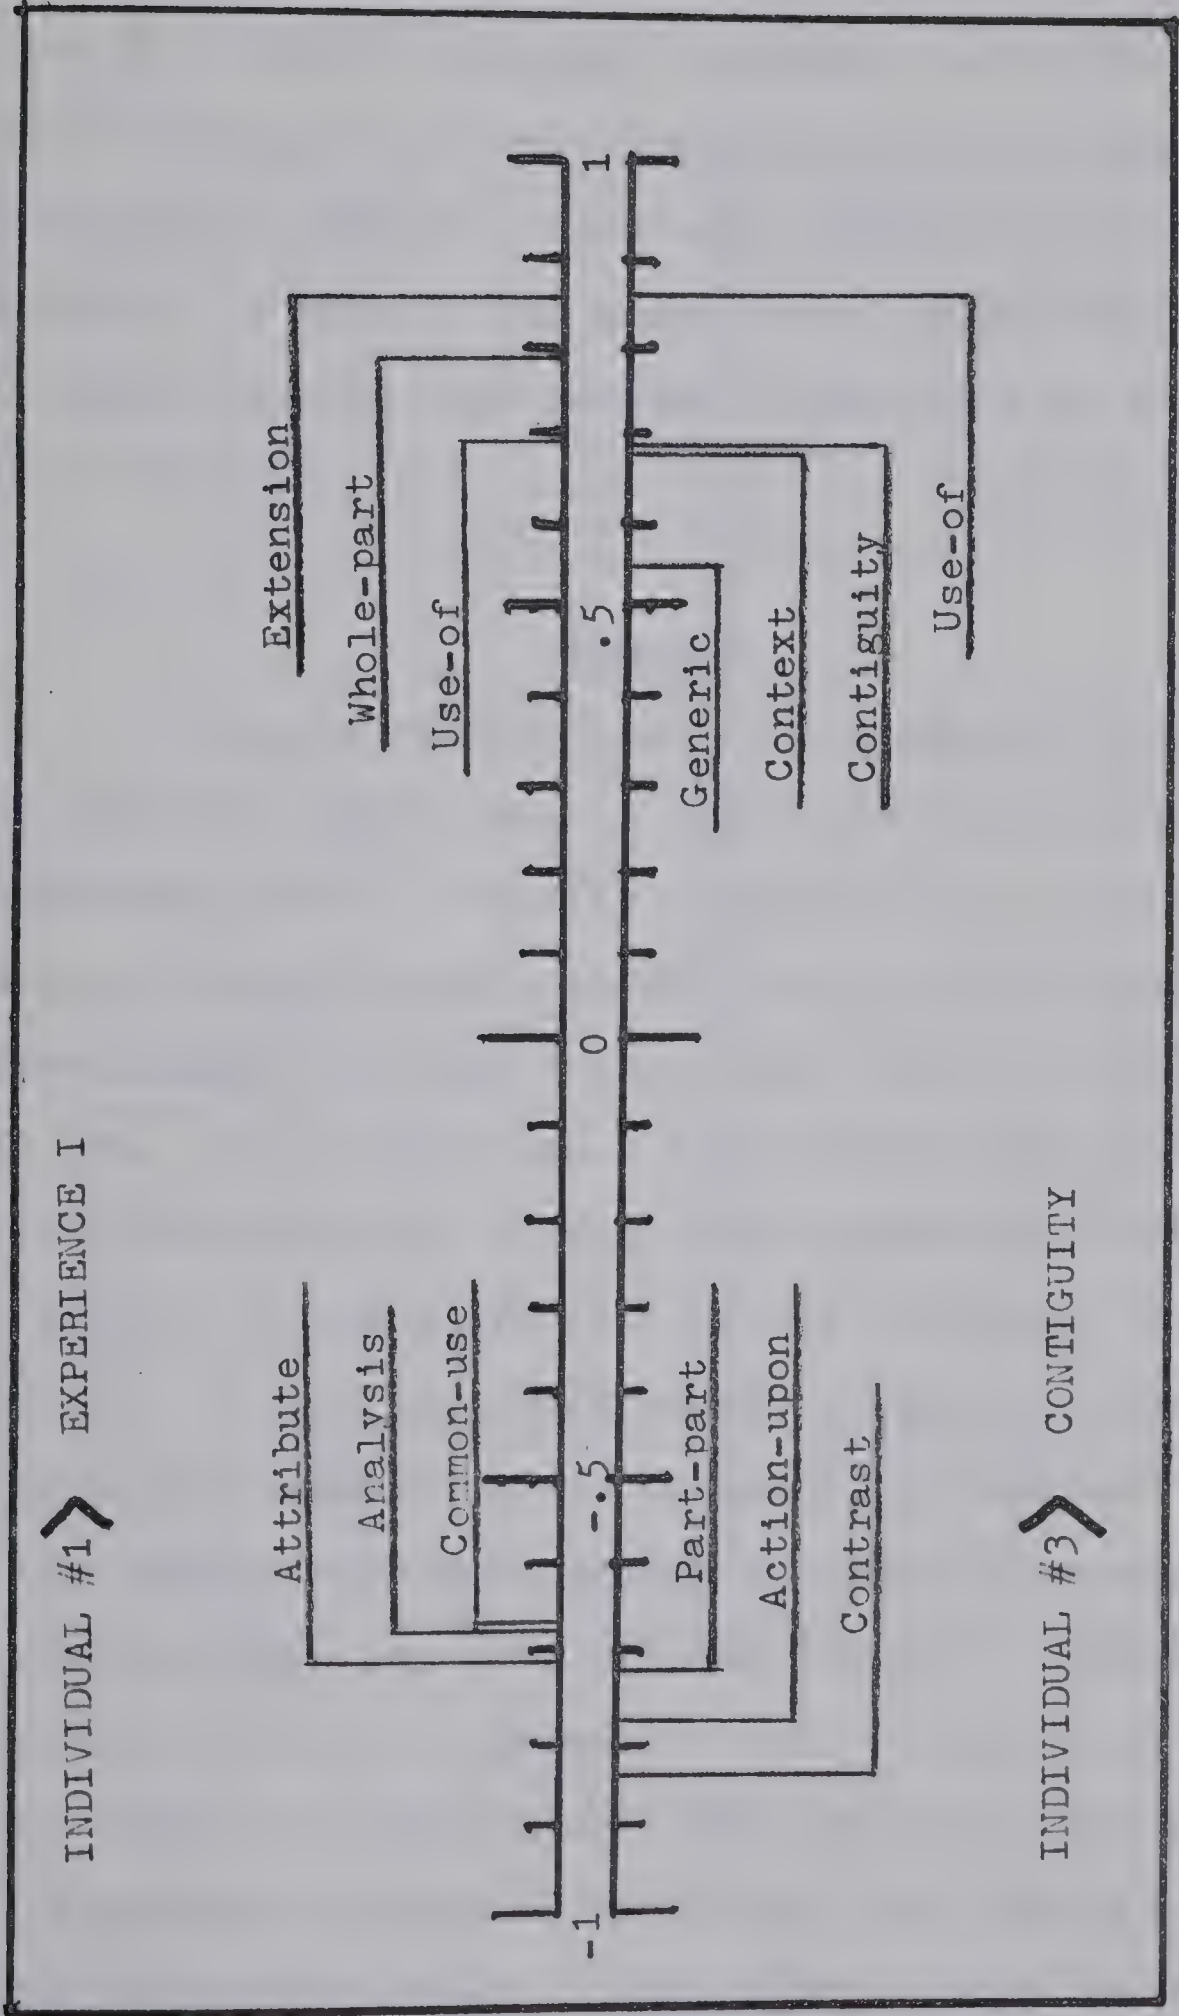 INDIVIDUAL #1 > EXPERIENCE I
Attribute
Extension
Analysis
Whole-part
Common-use
Use-of
-1
-.5
0
.5
1
Part-part
Generic
Action-upon
Context
Contrast
Contiguity
Use-of
INDIVIDUAL #3 > CONTIGUITY